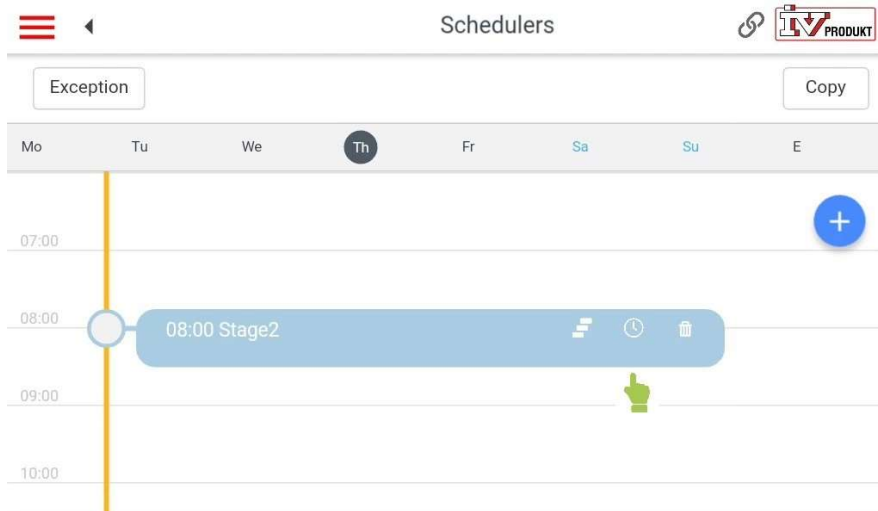 Schedulers
IV PRODUKT
Exception
Copy
Mo Tu We Th Fr Sa Su E
07:00
08:00
08:00 Stage2
09:00
10:00